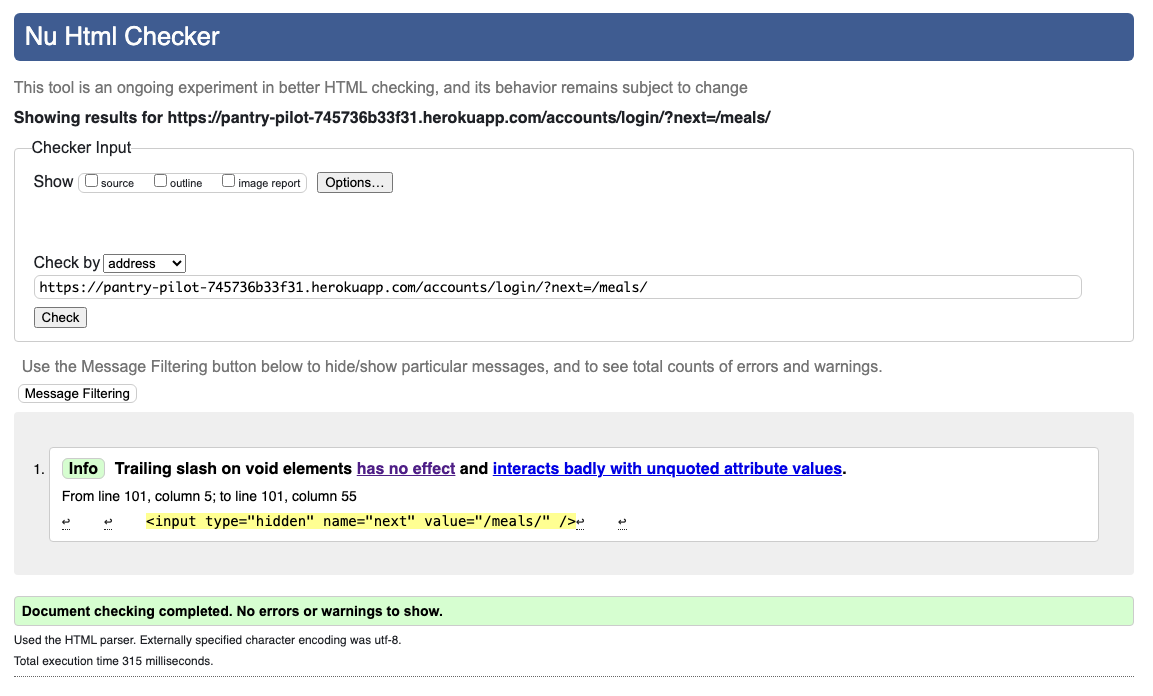 Nu Html Checker
This tool is an ongoing experiment in better HTML checking, and its behavior remains subject to change
Showing results for https://pantry-pilot-745736b33f31.herokuapp.com/accounts/login/?next=/meals/
Checker Input
Show source outline image report Options...
Check by address
https://pantry-pilot-745736b33f31.herokuapp.com/accounts/login/?next=/meals/
Check
Use the Message Filtering button below to hide/show particular messages, and to see total counts of errors and warnings.
Message Filtering
1. Info Trailing slash on void elements has no effect and interacts badly with unquoted attribute values.
From line 101, column 5; to line 101, column 55
↩ ↩ <input type="hidden" name="next" value="/meals/" />↩ ↩
Document checking completed. No errors or warnings to show.
Used the HTML parser. Externally specified character encoding was utf-8.
Total execution time 315 milliseconds.